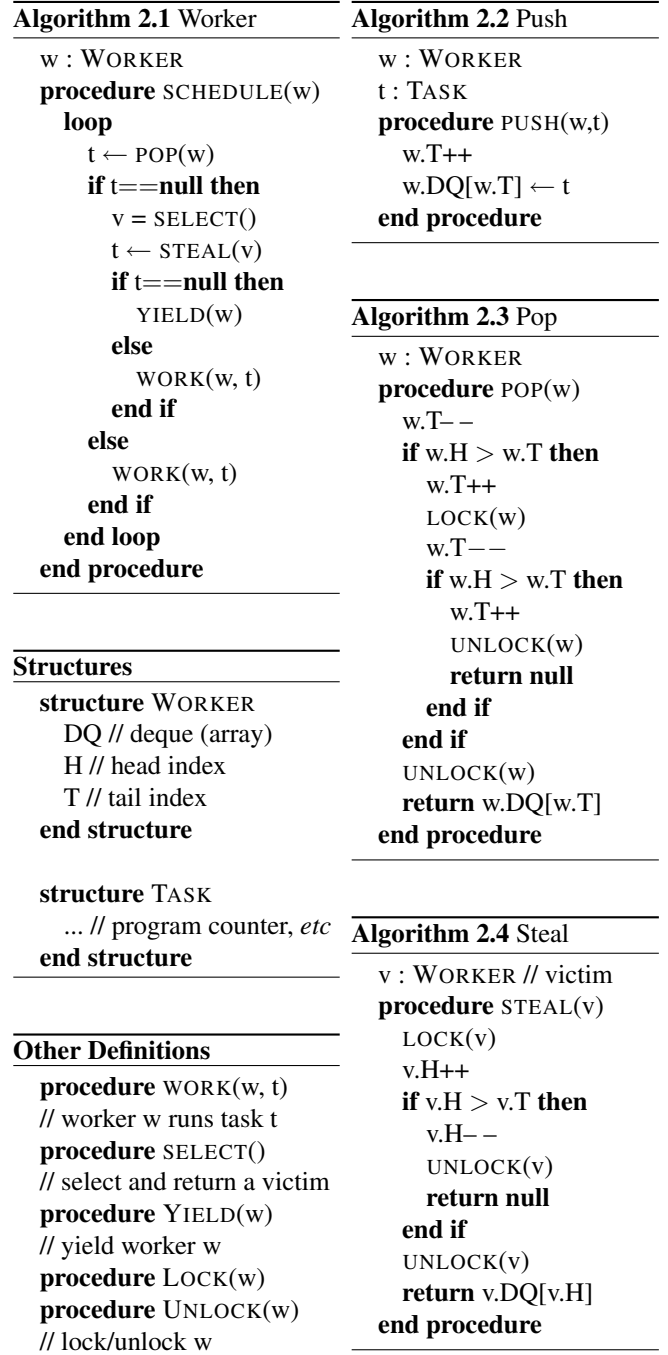 Algorithm 2.1 Worker
w : WORKER
procedure SCHEDULE(w)
loop
t ← POP(w)
if t==null then
v = SELECT()
t ← STEAL(v)
if t==null then
YIELD(w)
else
WORK(w, t)
end if
else
WORK(w, t)
end if
end loop
end procedure
Structures
structure WORKER
DQ // deque (array)
H // head index
T // tail index
end structure
structure TASK
... // program counter, etc
end structure
Other Definitions
procedure WORK(w, t)
// worker w runs task t
procedure SELECT()
// select and return a victim
procedure YIELD(w)
// yield worker w
procedure LOCK(w)
procedure UNLOCK(w)
// lock/unlock w
Algorithm 2.2 Push
w : WORKER
t : TASK
procedure PUSH(w,t)
w.T++
w.DQ[w.T] ← t
end procedure
Algorithm 2.3 Pop
w : WORKER
procedure POP(w)
w.T– –
if w.H > w.T then
w.T++
LOCK(w)
w.T−−
if w.H > w.T then
w.T++
UNLOCK(w)
return null
end if
end if
UNLOCK(w)
return w.DQ[w.T]
end procedure
Algorithm 2.4 Steal
v : WORKER // victim
procedure STEAL(v)
LOCK(v)
v.H++
if v.H > v.T then
v.H– –
UNLOCK(v)
return null
end if
UNLOCK(v)
return v.DQ[v.H]
end procedure